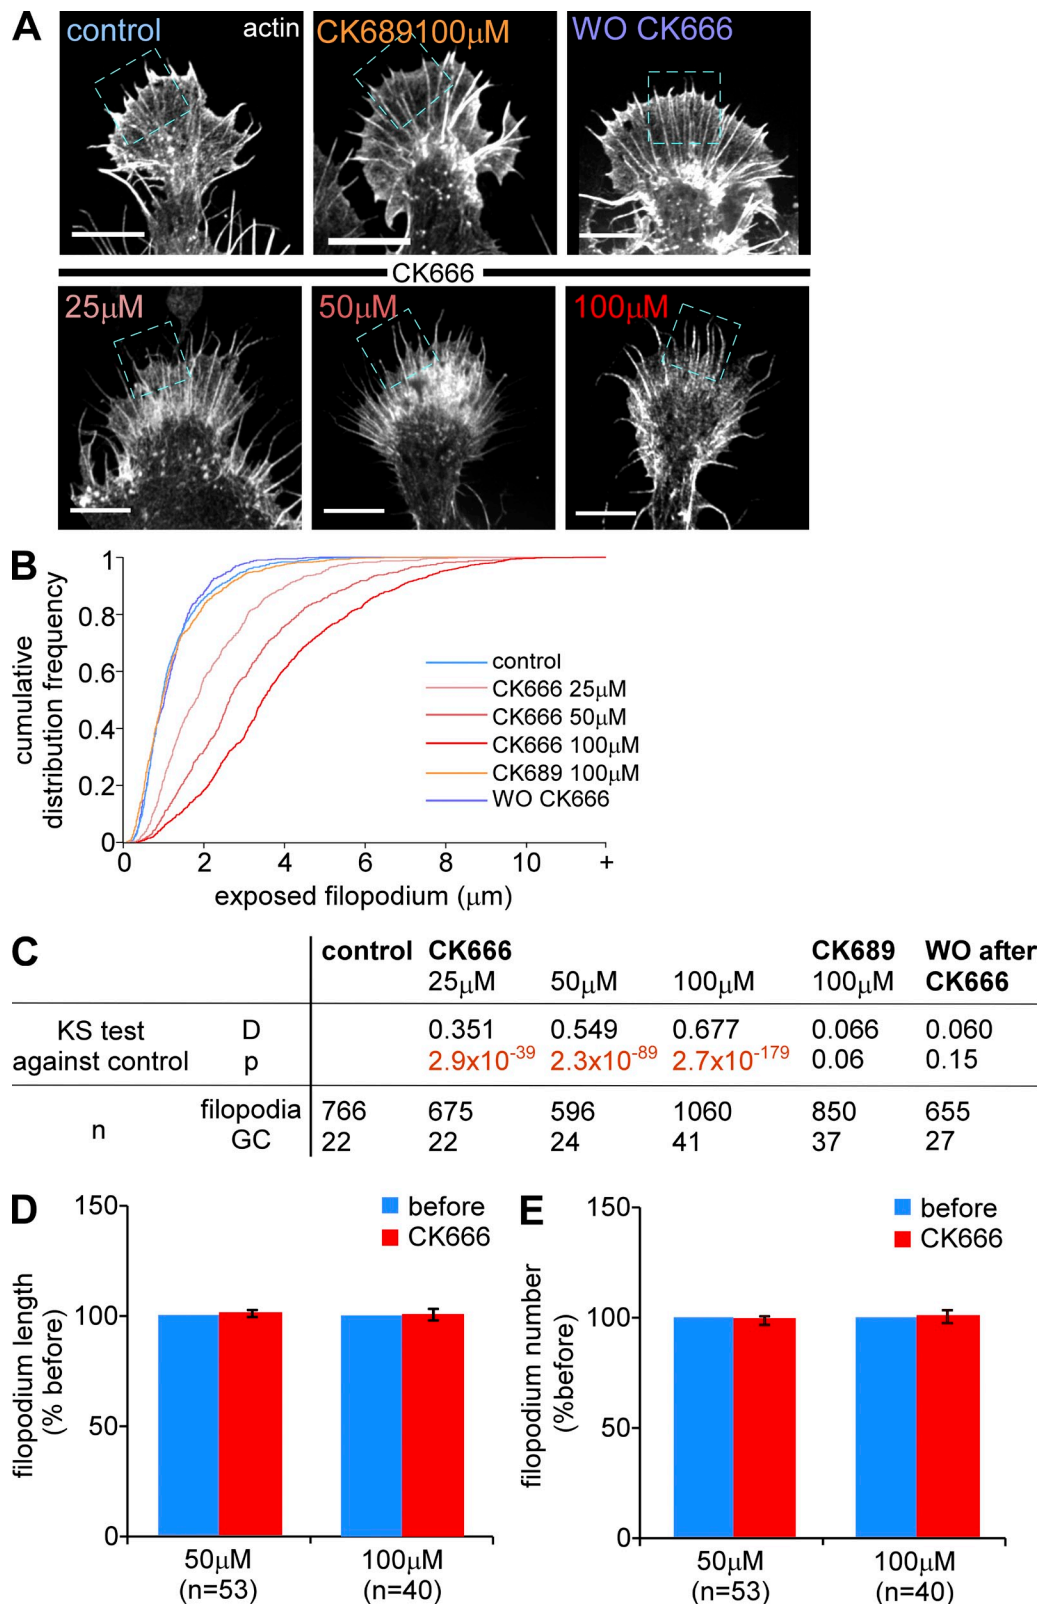 A
control
actin
CK689100μM
WO CK666
CK666
25μM
50μM
100μM
B
1
0.8
0.6
0.4
0.2
0
cumulative
distribution frequency
control
CK666 25μM
CK666 50μM
CK666 100μM
CK689 100μM
WO CK666
0 2 4 6 8 10 +
exposed filopodium (μm)
C
control CK666 CK689 WO after
25μM 50μM 100μM 100μM CK666
KS test D 0.351 0.549 0.677 0.066 0.060
against control p 2.9x10⁻³⁹ 2.3x10⁻⁸⁹ 2.7x10⁻¹⁷⁹ 0.06 0.15
n filopodia 766 675 596 1060 850 655
GC 22 22 24 41 37 27
D
before
CK666
150
100
50
0
filopodium length
(% before)
50μM 100μM
(n=53) (n=40)
E
before
CK666
150
100
50
0
filopodium number
(%before)
50μM 100μM
(n=53) (n=40)